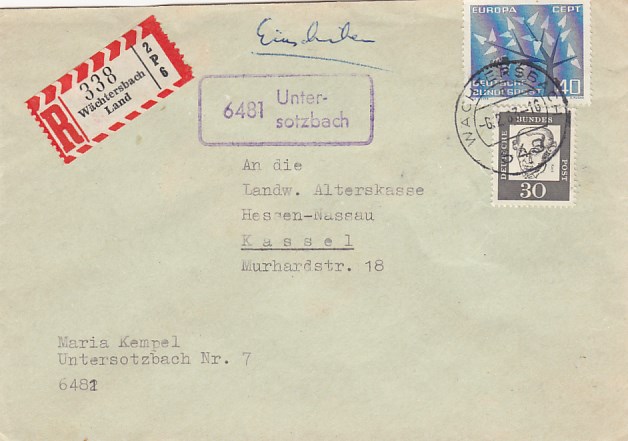 Einschreiben
R
338
Wächtersbach
Land
2
P
6
6481 Unter-
sotzbach
EUROPA CEPT
DEUTSCHE
BUNDESPOST 40
DEUTSCHE BUNDES POST
30
An die
Landw. Alterskasse
Hessen-Nassau
Kassel
Murhardstr. 18
Maria Kempel
Untersotzbach Nr. 7
6481